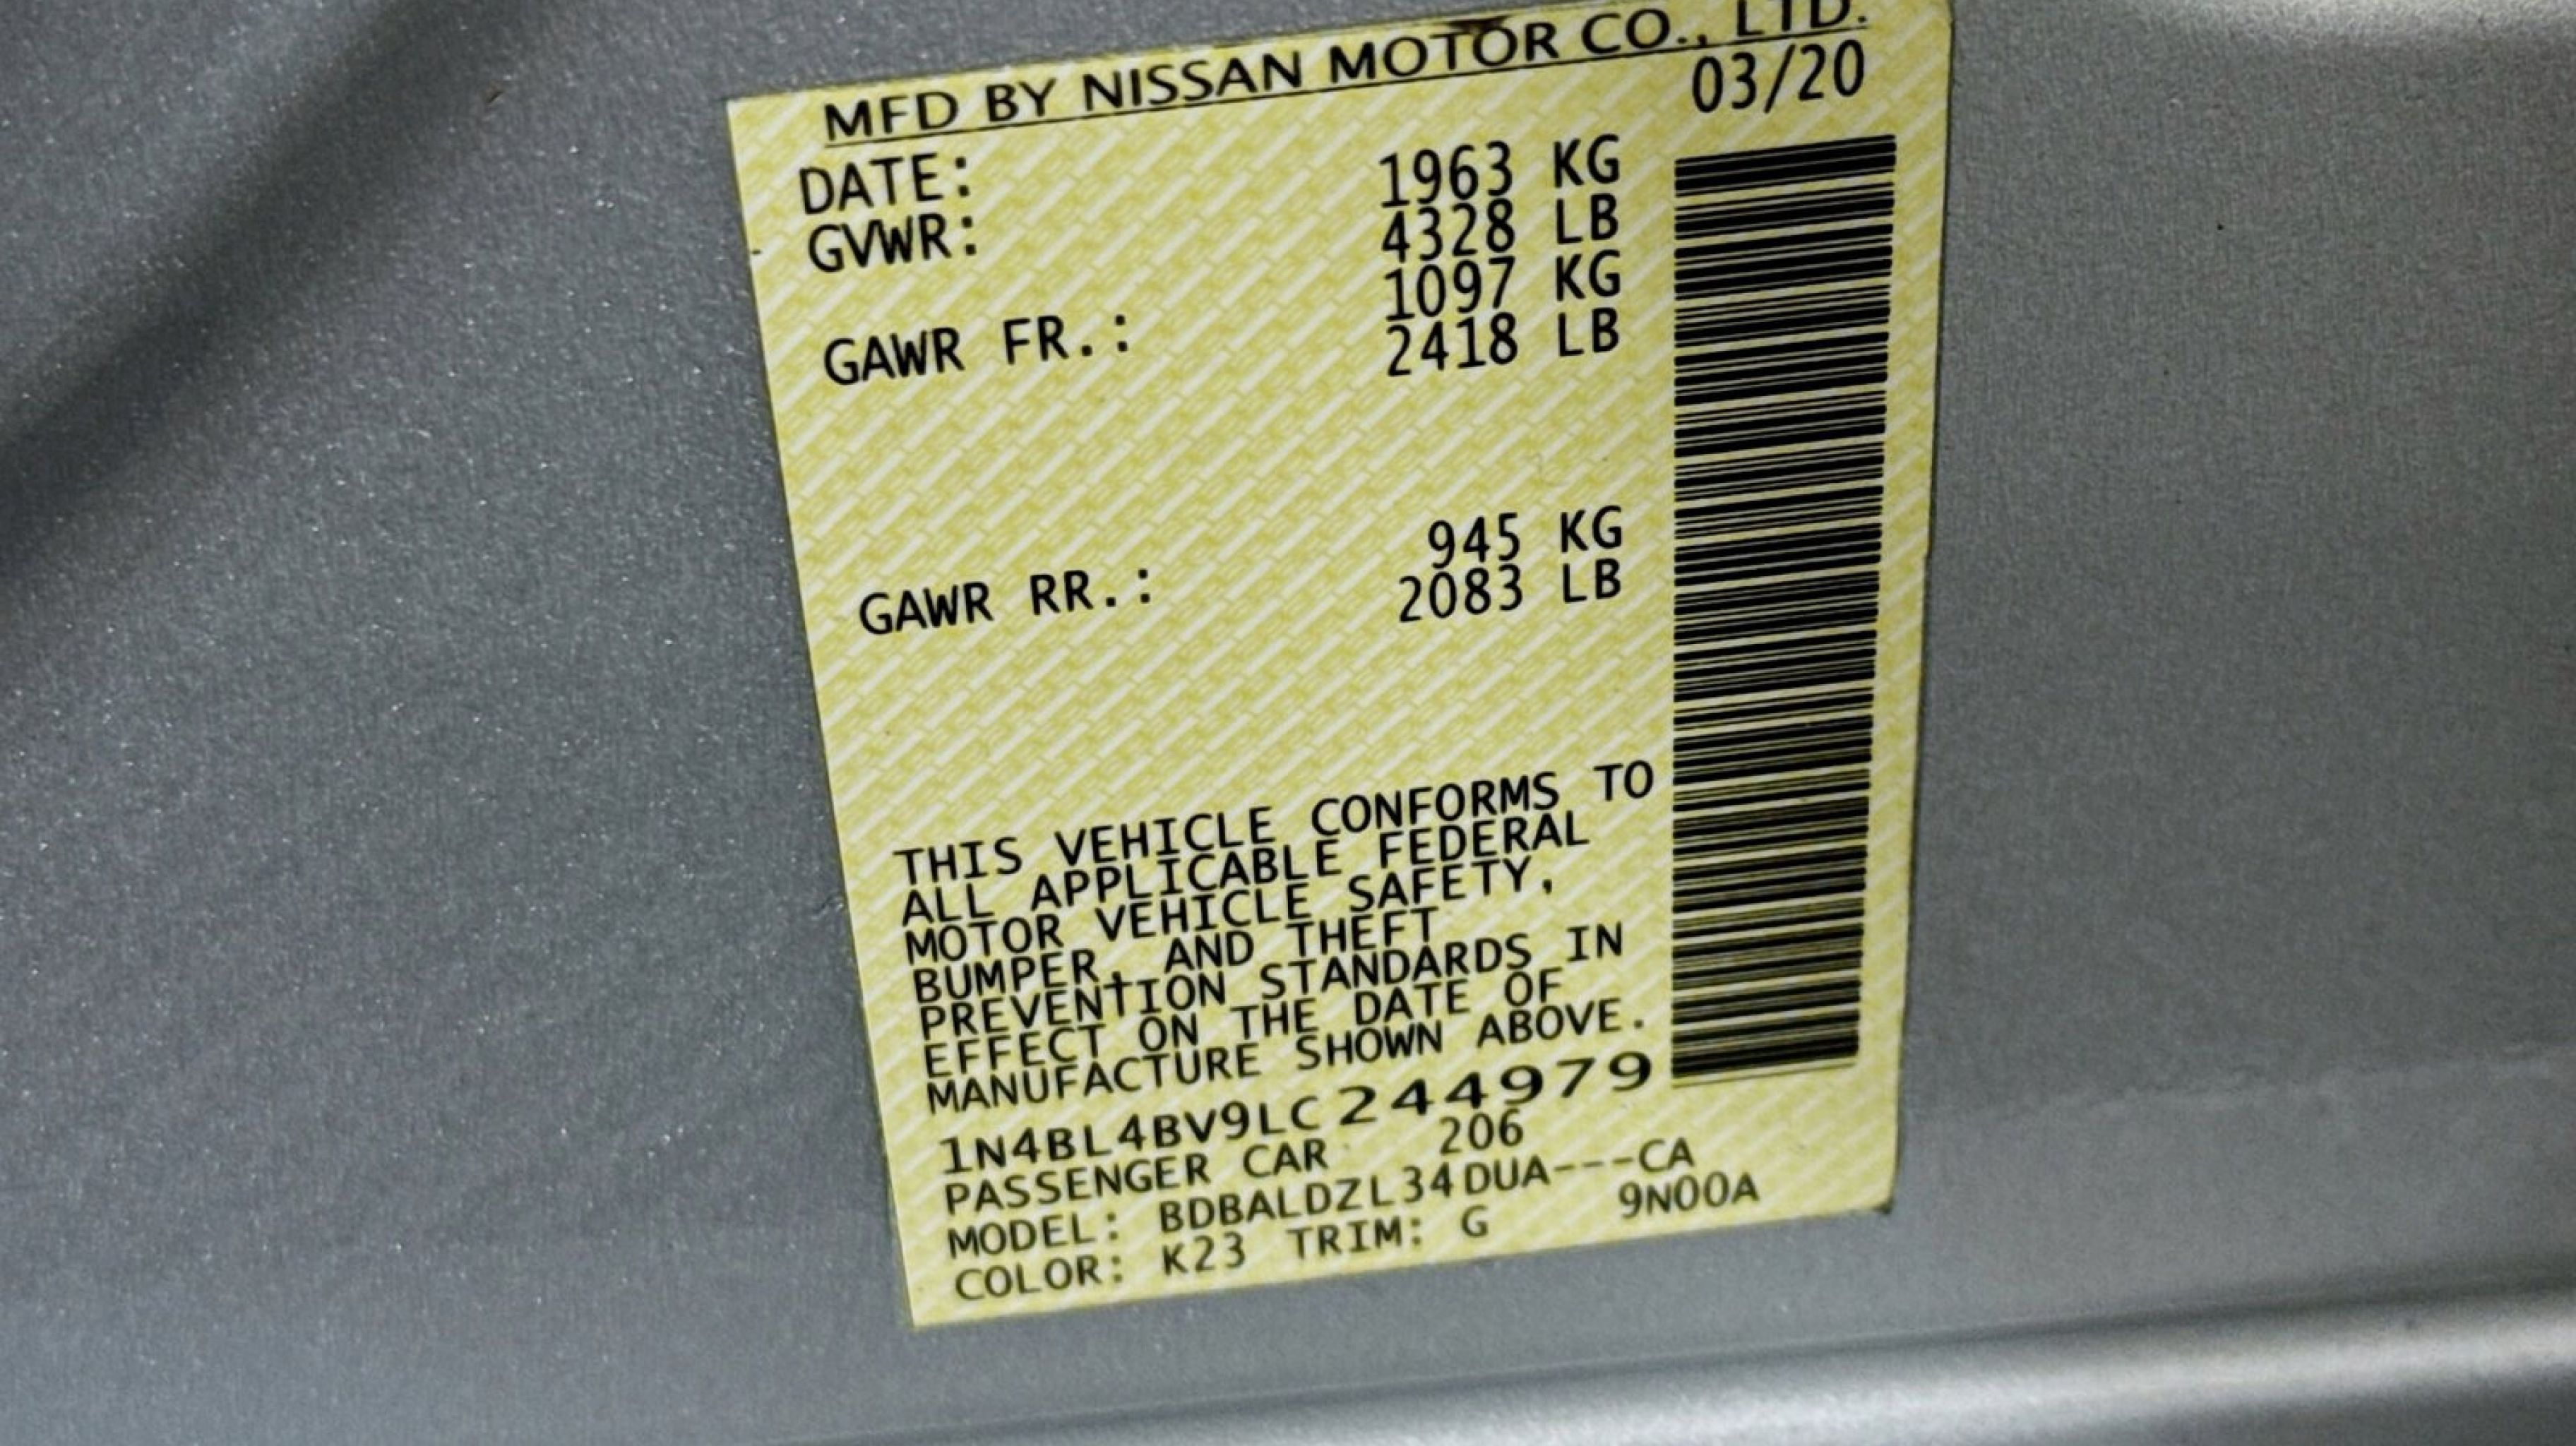 MFD BY NISSAN MOTOR CO., LTD.
DATE: 03/20
GVWR: 1963 KG
4328 LB
GAWR FR.: 1097 KG
2418 LB
GAWR RR.: 945 KG
2083 LB
THIS VEHICLE CONFORMS TO
ALL APPLICABLE FEDERAL
MOTOR VEHICLE SAFETY,
BUMPER, AND THEFT
PREVENTION STANDARDS IN
EFFECT ON THE DATE OF
MANUFACTURE SHOWN ABOVE.
1N4BL4BV9LC244979
PASSENGER CAR 206
MODEL: BDBALDZL34DUA---CA
COLOR: K23 TRIM: G 9N00A